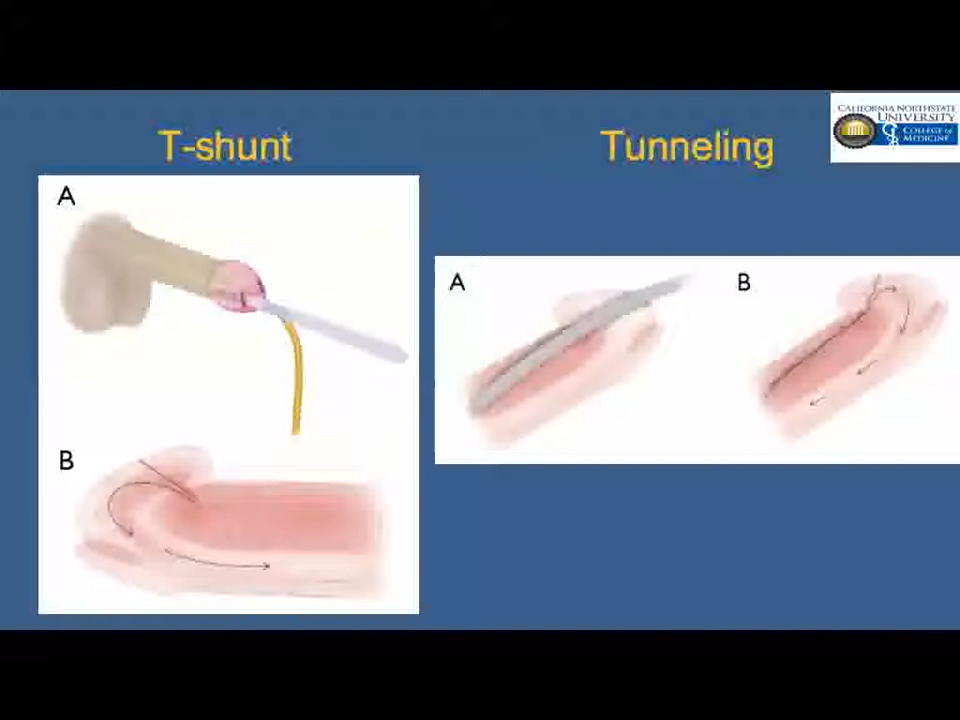 T-shunt
Tunneling
CALIFORNIA NORTHSTATE
UNIVERSITY
COLLEGE OF
MEDICINE
A
B
A
B